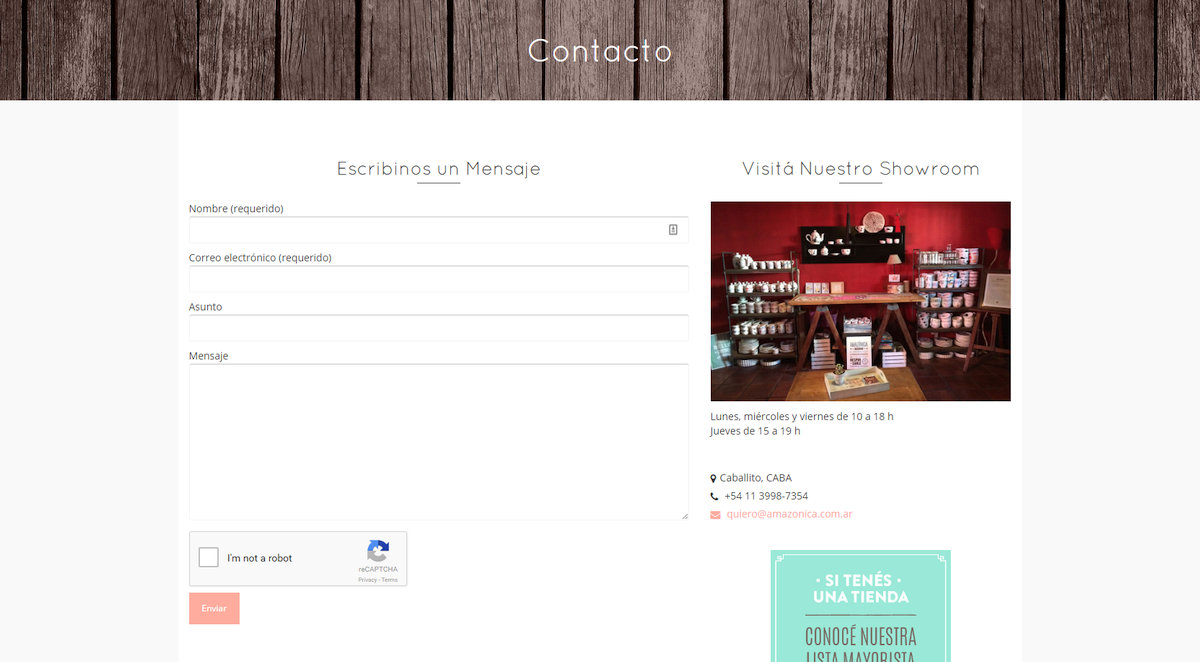 Contacto
Escribinos un Mensaje
Nombre (requerido)
Correo electrónico (requerido)
Asunto
Mensaje
I'm not a robot
reCAPTCHA
Privacy - Terms
Enviar
Visitá Nuestro Showroom
Lunes, miércoles y viernes de 10 a 18 h
Jueves de 15 a 19 h
Caballito, CABA
+54 11 3998-7354
quiero@amazonica.com.ar
· SI TENÉS ·
UNA TIENDA
CONOCÉ NUESTRA
LISTA MAYORISTA